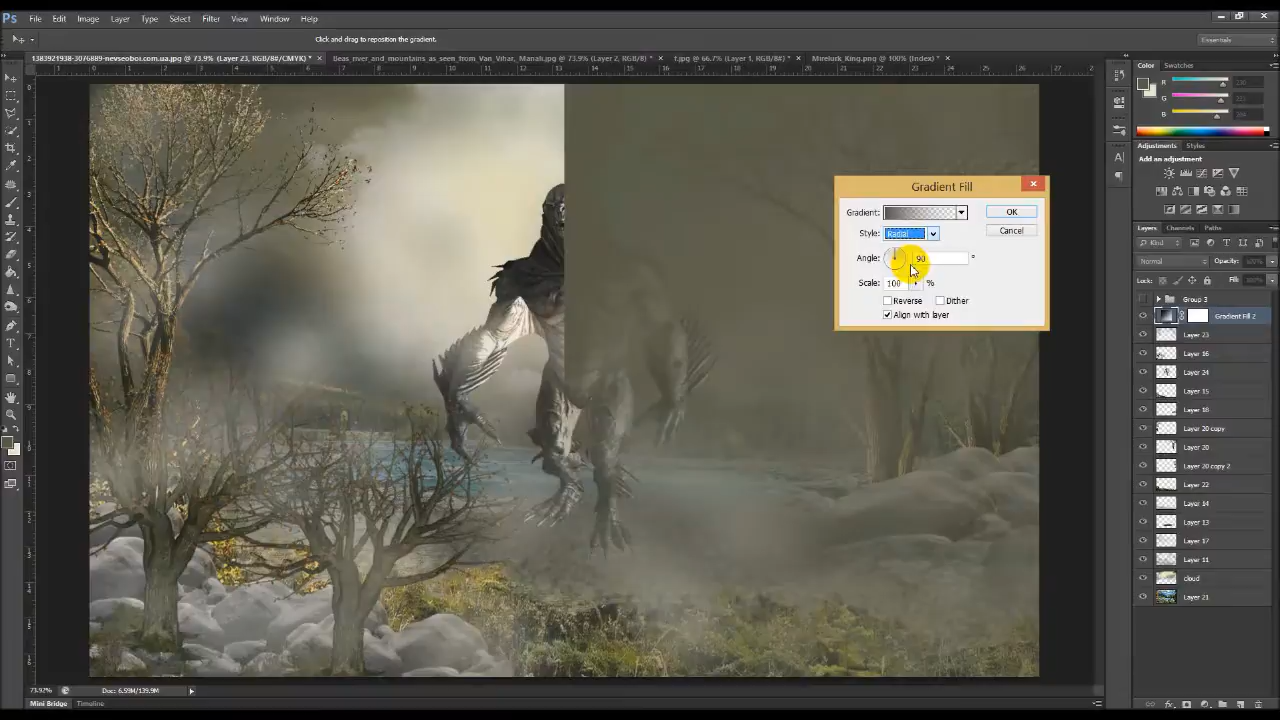 Ps File Edit Image Layer Type Select Filter View Window Help
Click and drag to reposition the gradient.
Essentials
1383921938-3076889-nevseoboi.com.ua.jpg @ 73.9% (Layer 23, RGB/8#/CMYK) * ×
Beas_river_and_mountains_as_seen_from_Van_Vihar,_Manali.jpg @ 73.9% (Layer 2, RGB/8) * ×
t.jpg @ 66.7% (Layer 1, RGB/8#) * ×
Mirelurk_King.png @ 100% (Index) * ×
Color Swatches
R
G
B
Adjustments Styles
Add an adjustment
Gradient Fill
Gradient: OK
Style: Radial Cancel
Angle: 90 °
Scale: 100 %
Reverse Dither
Align with layer
Layers Channels Paths
Kind
Normal Opacity: 100%
Lock: Fill: 100%
Group 3
Gradient Fill 2
Layer 23
Layer 16
Layer 24
Layer 15
Layer 18
Layer 20 copy
Layer 20
Layer 20 copy 2
Layer 22
Layer 14
Layer 13
Layer 17
Layer 11
cloud
Layer 21
73.92% Doc: 6.59M/139.9M
Mini Bridge Timeline